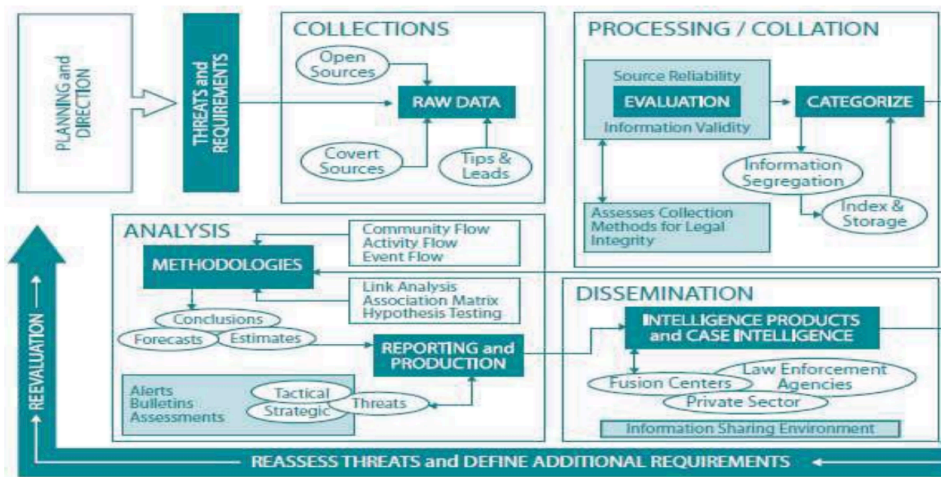 PLANNING and
DIRECTION
THREATS and
REQUIREMENTS
COLLECTIONS
Open
Sources
RAW DATA
Covert
Sources
Tips &
Leads
PROCESSING / COLLATION
Source Reliability
EVALUATION
Information Validity
CATEGORIZE
Information
Segregation
Index &
Storage
Assesses Collection
Methods for Legal
Integrity
ANALYSIS
METHODOLOGIES
Community Flow
Activity Flow
Event Flow
Link Analysis
Association Matrix
Hypothesis Testing
Conclusions
Forecasts
Estimates
REPORTING and
PRODUCTION
Alerts
Bulletins
Assessments
Tactical
Strategic
Threats
DISSEMINATION
INTELLIGENCE PRODUCTS
and CASE INTELLIGENCE
Fusion Centers
Law Enforcement
Agencies
Private Sector
Information Sharing Environment
REEVALUATION
REASSESS THREATS and DEFINE ADDITIONAL REQUIREMENTS